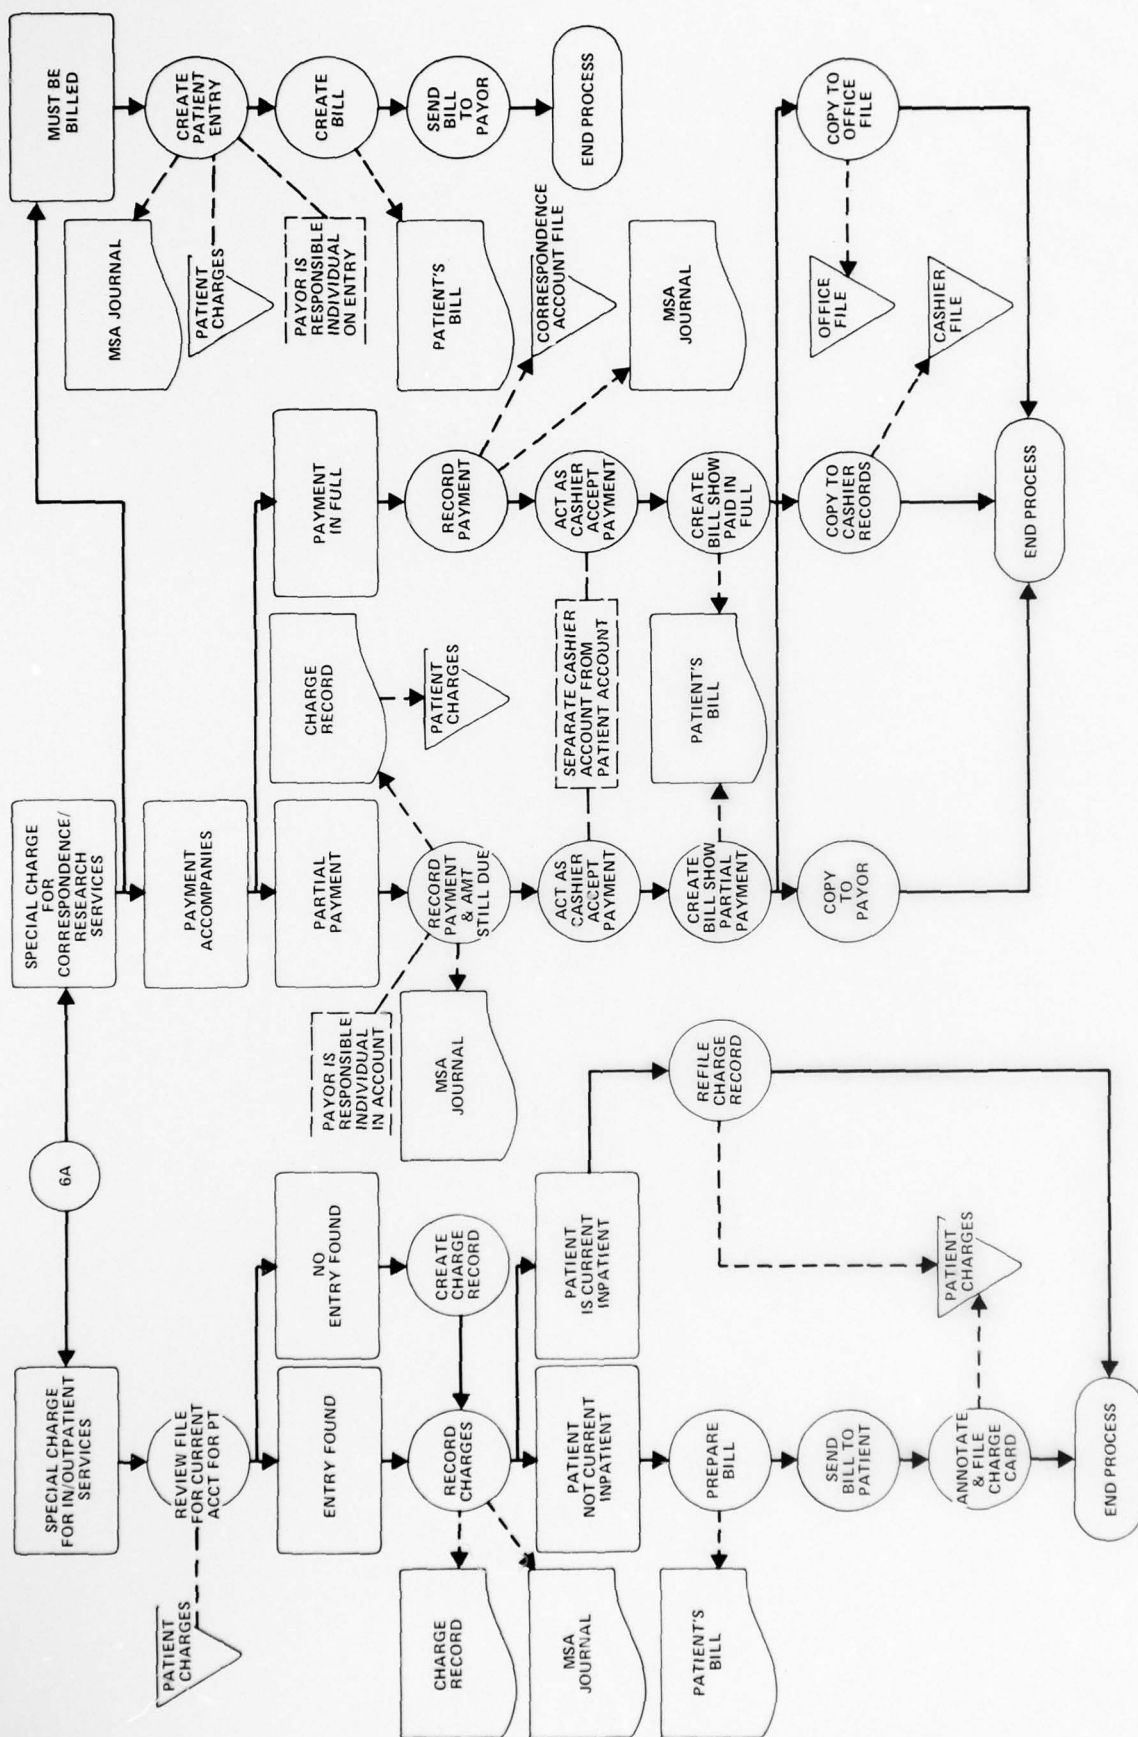 6A
SPECIAL CHARGE
FOR IN/OUTPATIENT
SERVICES
PATIENT
CHARGES
REVIEW FILE
FOR CURRENT
ACCT FOR PT
ENTRY FOUND
NO
ENTRY FOUND
CREATE
CHARGE
RECORD
RECORD
CHARGES
CHARGE
RECORD
MSA
JOURNAL
PATIENT
NOT CURRENT
INPATIENT
PATIENT
IS CURRENT
INPATIENT
PREPARE
BILL
PATIENT'S
BILL
SEND
BILL TO
PATIENT
ANNOTATE
& FILE
CHARGE
CARD
REFILE
CHARGE
RECORD
PATIENT
CHARGES
END PROCESS
SPECIAL CHARGE
FOR
CORRESPONDENCE/
RESEARCH
SERVICES
PAYMENT
ACCOMPANIES
PARTIAL
PAYMENT
PAYOR IS
RESPONSIBLE
INDIVIDUAL
IN ACCOUNT
RECORD
PAYMENT
& AMT
STILL DUE
MSA
JOURNAL
CHARGE
RECORD
PATIENT
CHARGES
ACT AS
CASHIER
ACCEPT
PAYMENT
SEPARATE CASHIER
ACCOUNT FROM
PATIENT ACCOUNT
CREATE
BILL SHOW
PARTIAL
PAYMENT
PATIENT'S
BILL
COPY
TO
PAYOR
PAYMENT
IN FULL
RECORD
PAYMENT
CORRESPONDENCE
ACCOUNT FILE
MSA
JOURNAL
ACT AS
CASHIER
ACCEPT
PAYMENT
CREATE
BILL SHOW
PAID IN
FULL
COPY TO
CASHIER
RECORDS
CASHIER
FILE
COPY TO
OFFICE
FILE
OFFICE
FILE
END PROCESS
MUST BE
BILLED
CREATE
PATIENT
ENTRY
MSA JOURNAL
PATIENT
CHARGES
PAYOR IS
RESPONSIBLE
INDIVIDUAL
ON ENTRY
CREATE
BILL
PATIENT'S
BILL
SEND
BILL
TO
PAYOR
END PROCESS